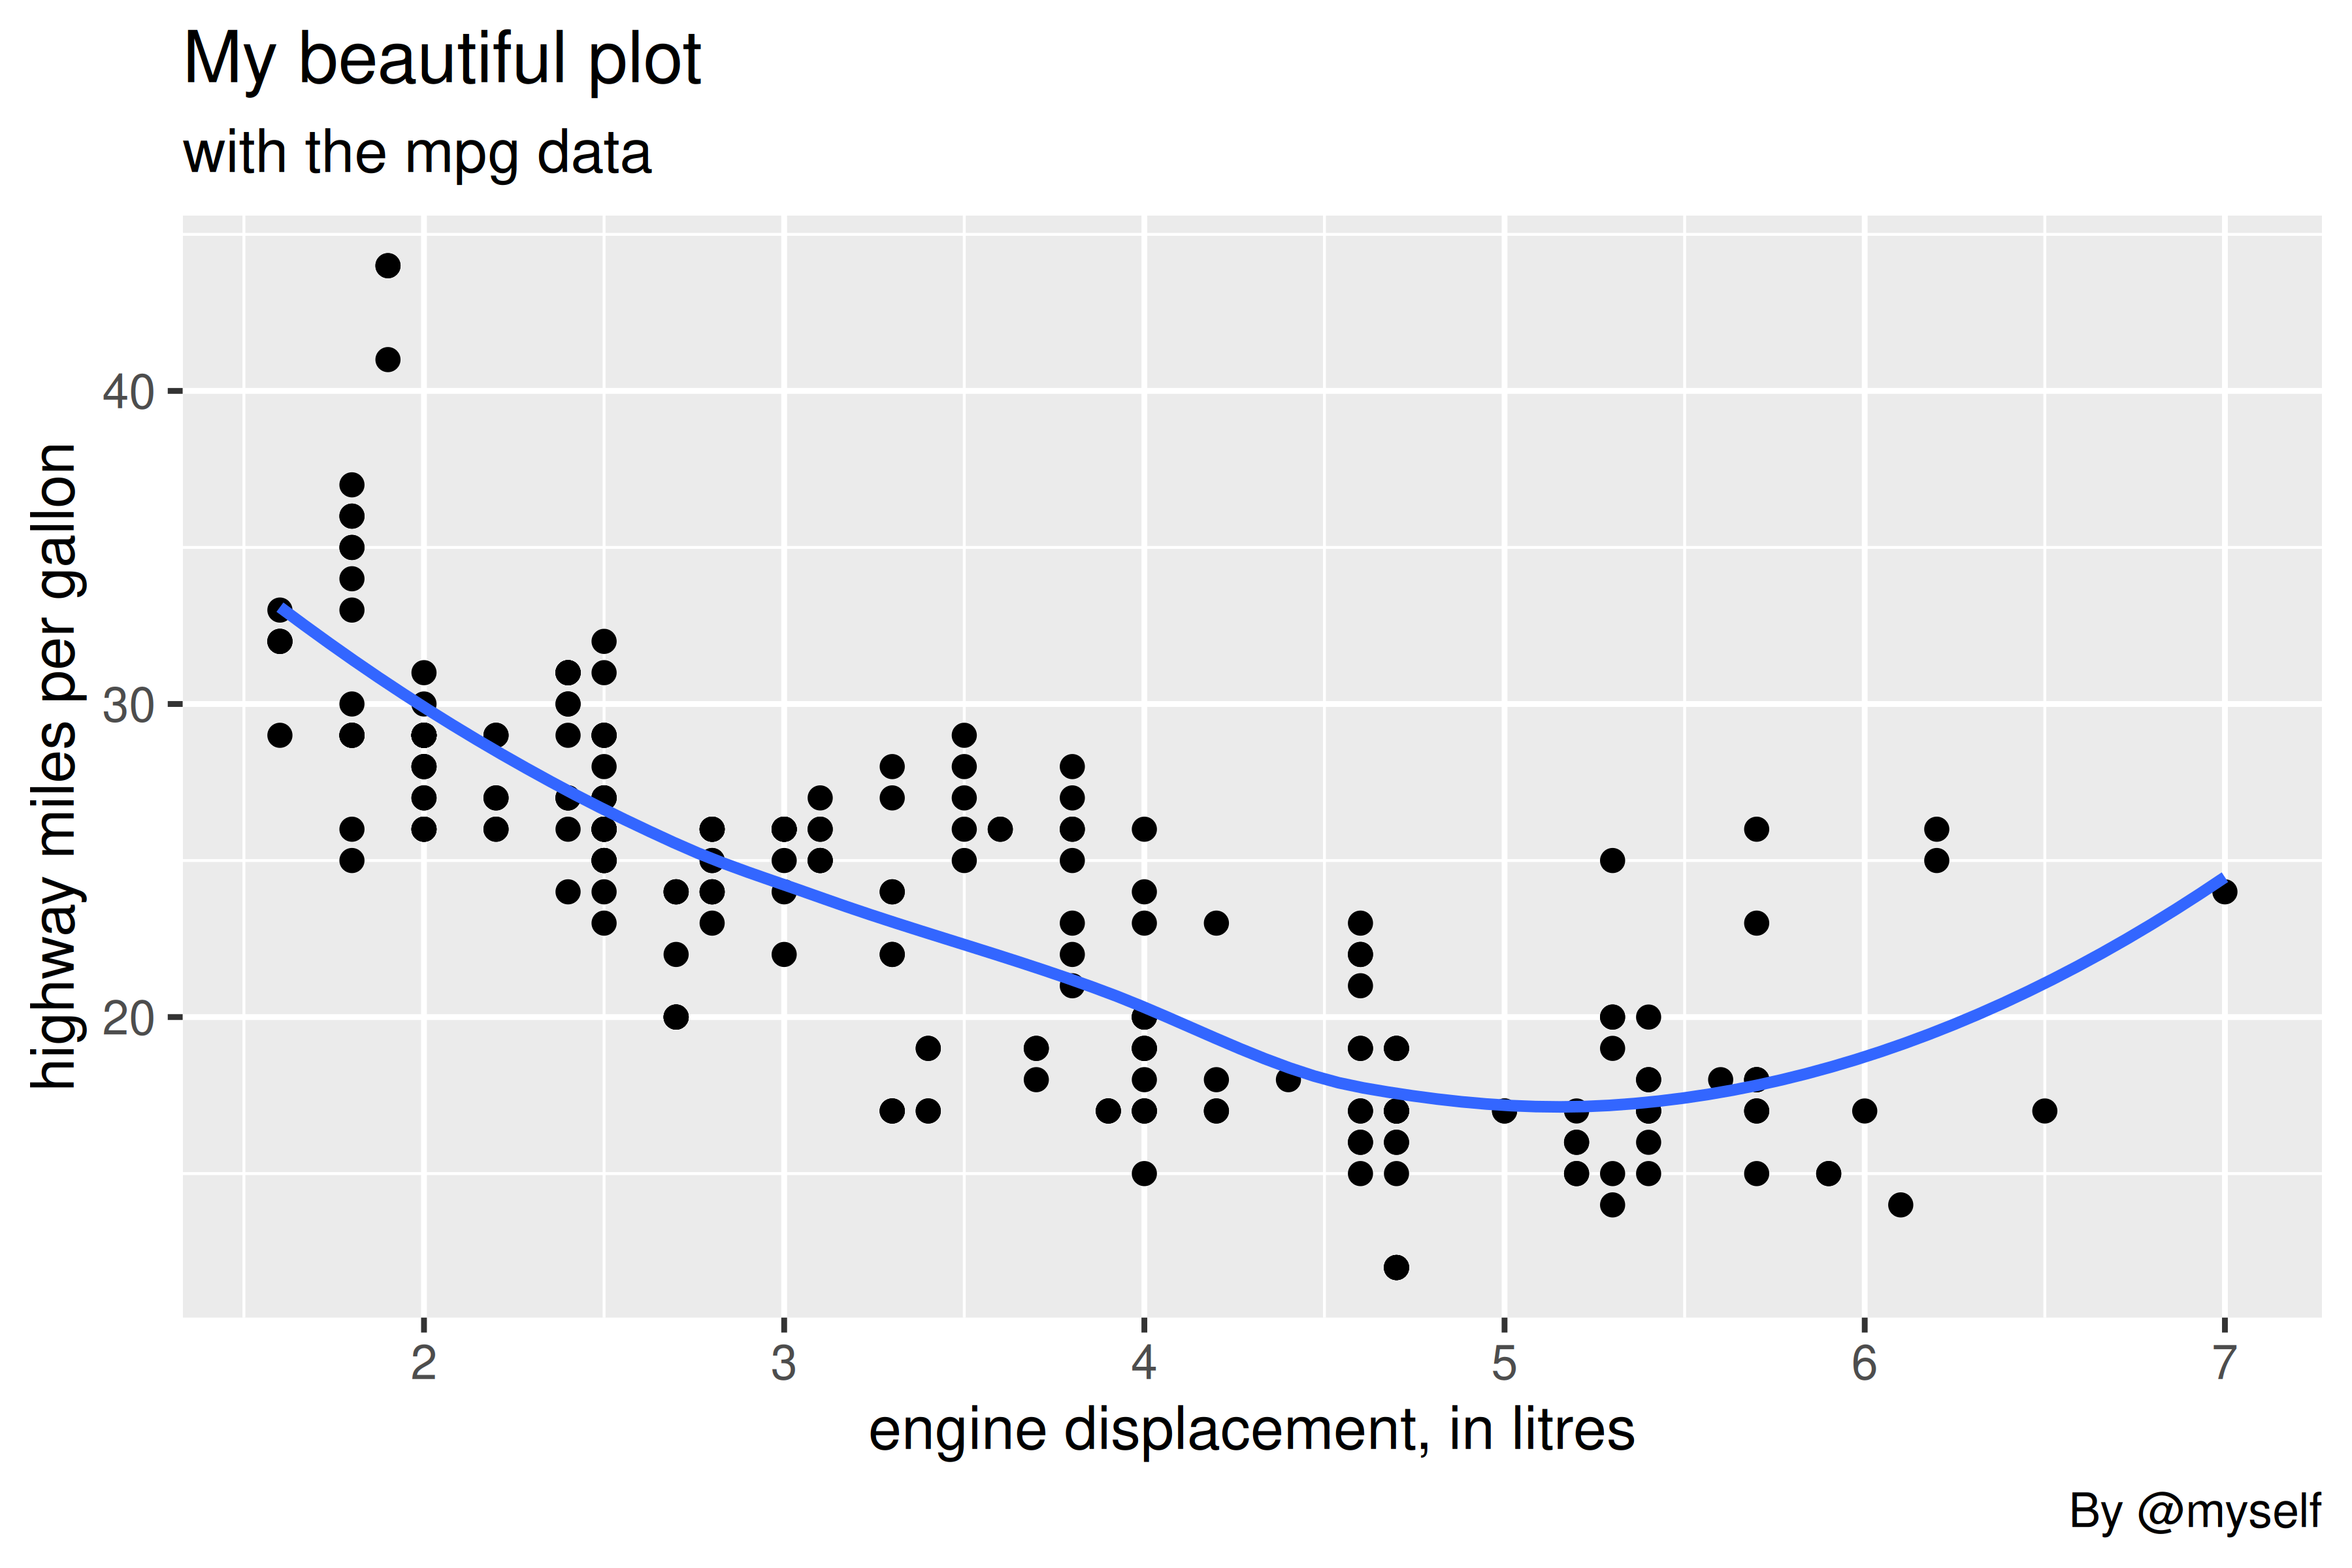 My beautiful plot
with the mpg data
highway miles per gallon
40
30
20
2 3 4 5 6 7
engine displacement, in litres
By @myself